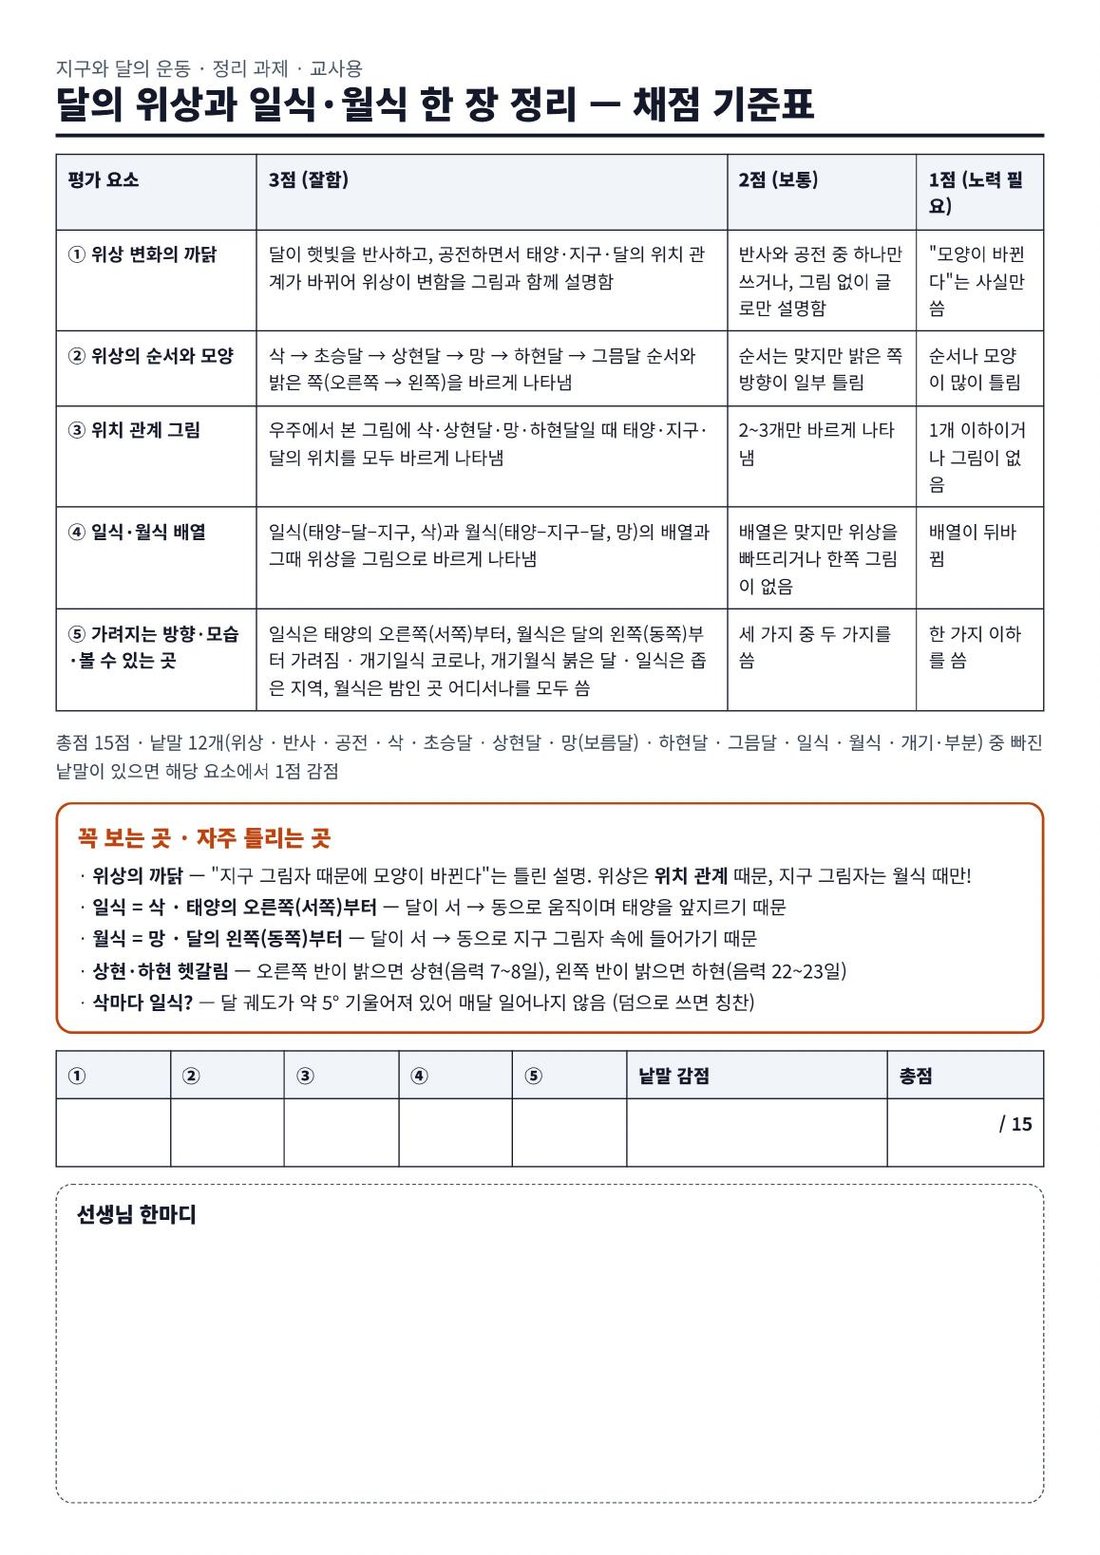 지구와 달의 운동 · 정리 과제 · 교사용
달의 위상과 일식·월식 한 장 정리 — 채점 기준표
평가 요소
3점 (잘함)
2점 (보통)
1점 (노력 필
요)
① 위상 변화의 까닭
달이 햇빛을 반사하고, 공전하면서 태양·지구·달의 위치 관
계가 바뀌어 위상이 변함을 그림과 함께 설명함
반사와 공전 중 하나만
쓰거나, 그림 없이 글
로만 설명함
"모양이 바뀐
다"는 사실만
씀
② 위상의 순서와 모양
삭 → 초승달 → 상현달 → 망 → 하현달 → 그믐달 순서와
밝은 쪽(오른쪽 → 왼쪽)을 바르게 나타냄
순서는 맞지만 밝은 쪽
방향이 일부 틀림
순서나 모양
이 많이 틀림
③ 위치 관계 그림
우주에서 본 그림에 삭·상현달·망·하현달일 때 태양·지구·
달의 위치를 모두 바르게 나타냄
2~3개만 바르게 나타
냄
1개 이하이거
나 그림이 없
음
④ 일식·월식 배열
일식(태양–달–지구, 삭)과 월식(태양–지구–달, 망)의 배열과
그때 위상을 그림으로 바르게 나타냄
배열은 맞지만 위상을
빠뜨리거나 한쪽 그림
이 없음
배열이 뒤바
뀜
⑤ 가려지는 방향·모습
·볼 수 있는 곳
일식은 태양의 오른쪽(서쪽)부터, 월식은 달의 왼쪽(동쪽)부
터 가려짐 · 개기일식 코로나, 개기월식 붉은 달 · 일식은 좁
은 지역, 월식은 밤인 곳 어디서나를 모두 씀
세 가지 중 두 가지를
씀
한 가지 이하
를 씀
총점 15점 · 낱말 12개(위상 · 반사 · 공전 · 삭 · 초승달 · 상현달 · 망(보름달) · 하현달 · 그믐달 · 일식 · 월식 · 개기·부분) 중 빠진
낱말이 있으면 해당 요소에서 1점 감점
꼭 보는 곳 · 자주 틀리는 곳
· 위상의 까닭 — "지구 그림자 때문에 모양이 바뀐다"는 틀린 설명. 위상은 위치 관계 때문, 지구 그림자는 월식 때만!
· 일식 = 삭 · 태양의 오른쪽(서쪽)부터 — 달이 서 → 동으로 움직이며 태양을 앞지르기 때문
· 월식 = 망 · 달의 왼쪽(동쪽)부터 — 달이 서 → 동으로 지구 그림자 속에 들어가기 때문
· 상현·하현 헷갈림 — 오른쪽 반이 밝으면 상현(음력 7~8일), 왼쪽 반이 밝으면 하현(음력 22~23일)
· 삭마다 일식? — 달 궤도가 약 5° 기울어져 있어 매달 일어나지 않음 (덤으로 쓰면 칭찬)
①
②
③
④
⑤
낱말 감점
총점
/ 15
선생님 한마디